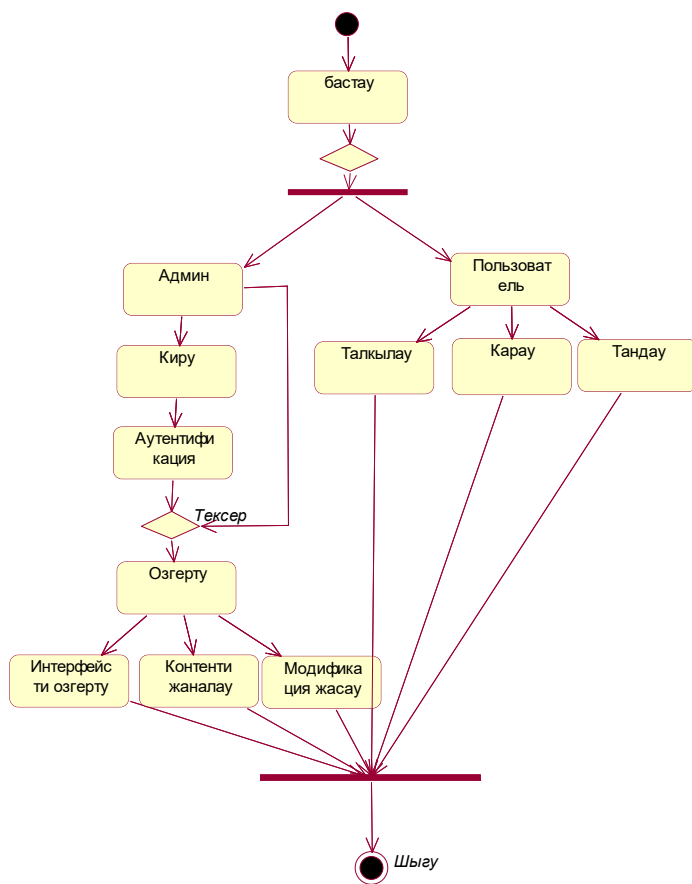 бастау
Админ
Пользоват
ель
Киру
Талкылау
Карау
Тандау
Аутентифи
кация
Тексер
Озгерту
Интерфейс
ти озгерту
Контенти
жаналау
Модифика
ция жасау
Шыгу